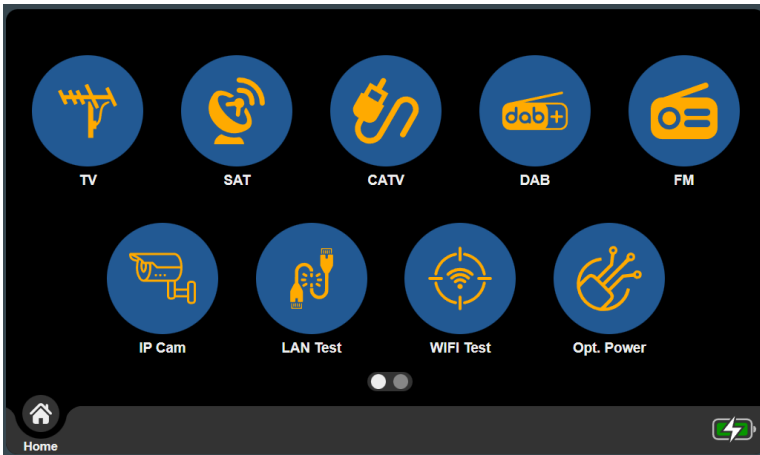 dab+
TV
SAT
CATV
DAB
FM
IP Cam
LAN Test
WIFI Test
Opt. Power
Home